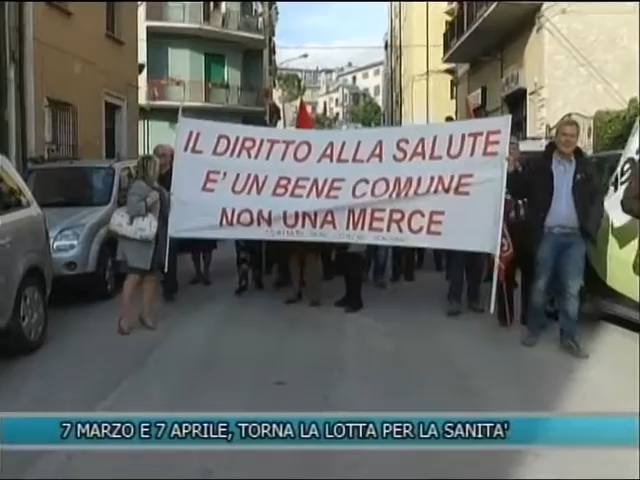 IL DIRITTO ALLA SALUTE
E' UN BENE COMUNE
NON UNA MERCE
7 MARZO E 7 APRILE, TORNA LA LOTTA PER LA SANITA'